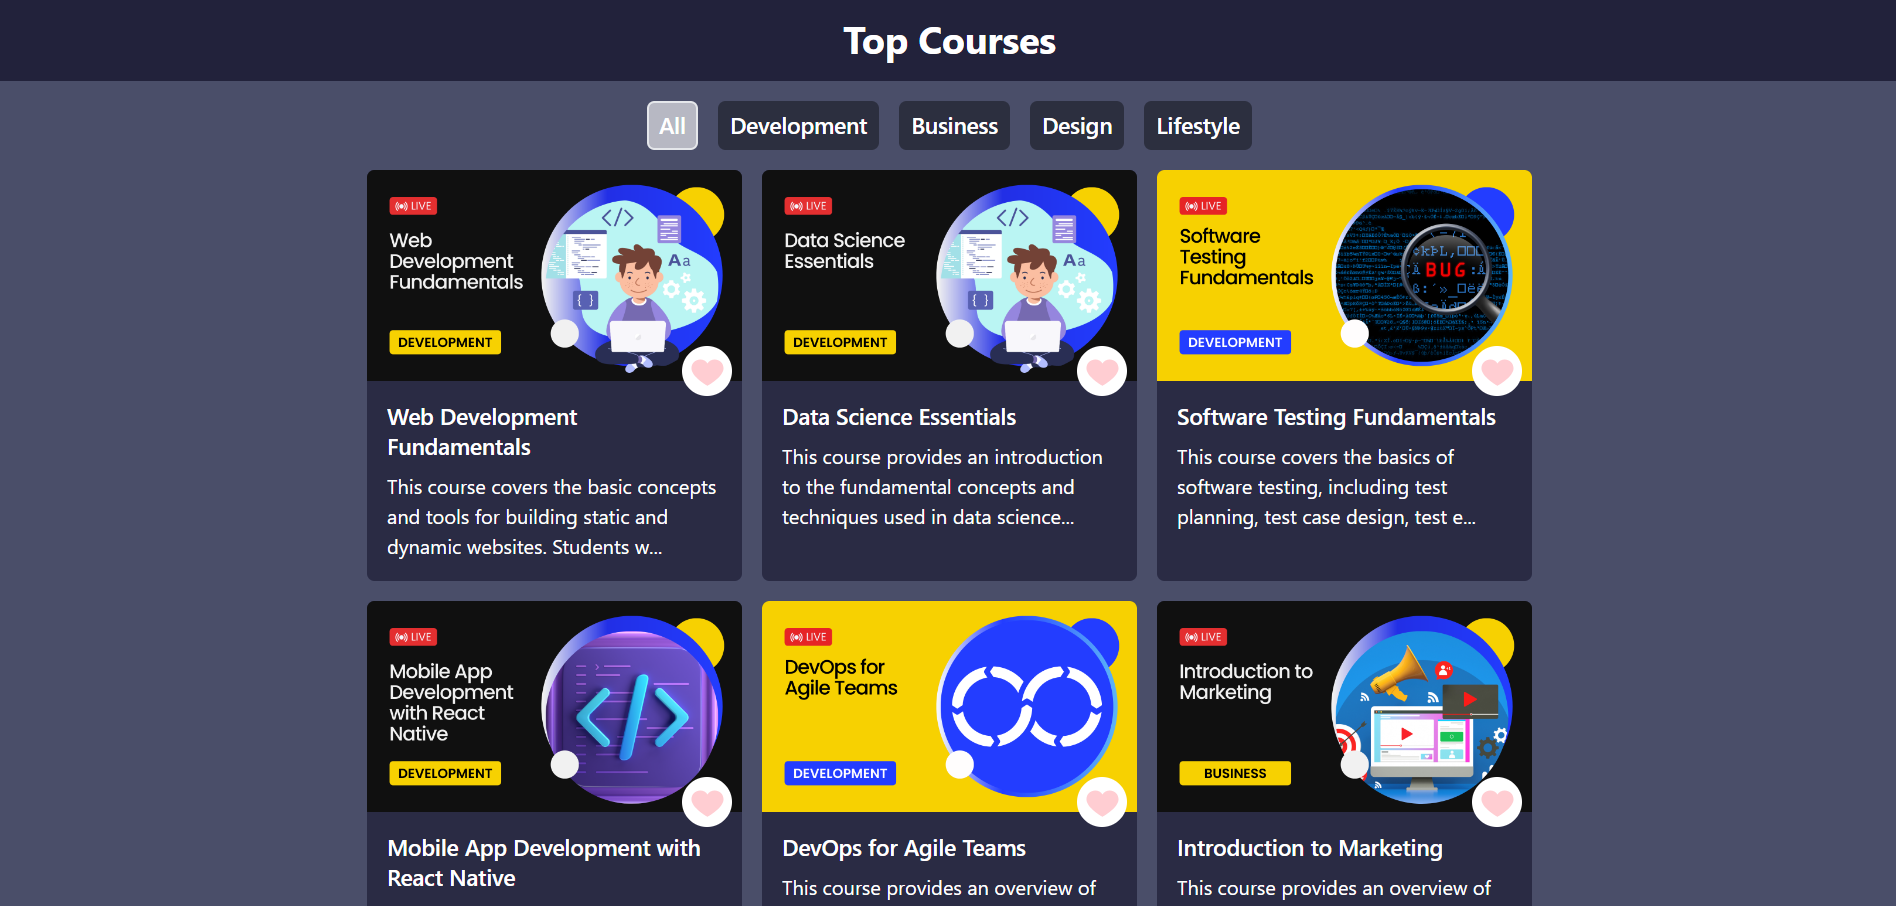 Top Courses
All Development Business Design Lifestyle
LIVE
Web
Development
Fundamentals
DEVELOPMENT
</>
Aa
{ }
Web Development
Fundamentals
This course covers the basic concepts
and tools for building static and
dynamic websites. Students w...
LIVE
Data Science
Essentials
DEVELOPMENT
</>
Aa
{ }
Data Science Essentials
This course provides an introduction
to the fundamental concepts and
techniques used in data science...
LIVE
Software
Testing
Fundamentals
DEVELOPMENT
BUG
Software Testing Fundamentals
This course covers the basics of
software testing, including test
planning, test case design, test e...
LIVE
Mobile App
Development
with React
Native
DEVELOPMENT
</>
Mobile App Development with
React Native
LIVE
DevOps for
Agile Teams
DEVELOPMENT
DevOps for Agile Teams
This course provides an overview of
LIVE
Introduction to
Marketing
BUSINESS
Introduction to Marketing
This course provides an overview of